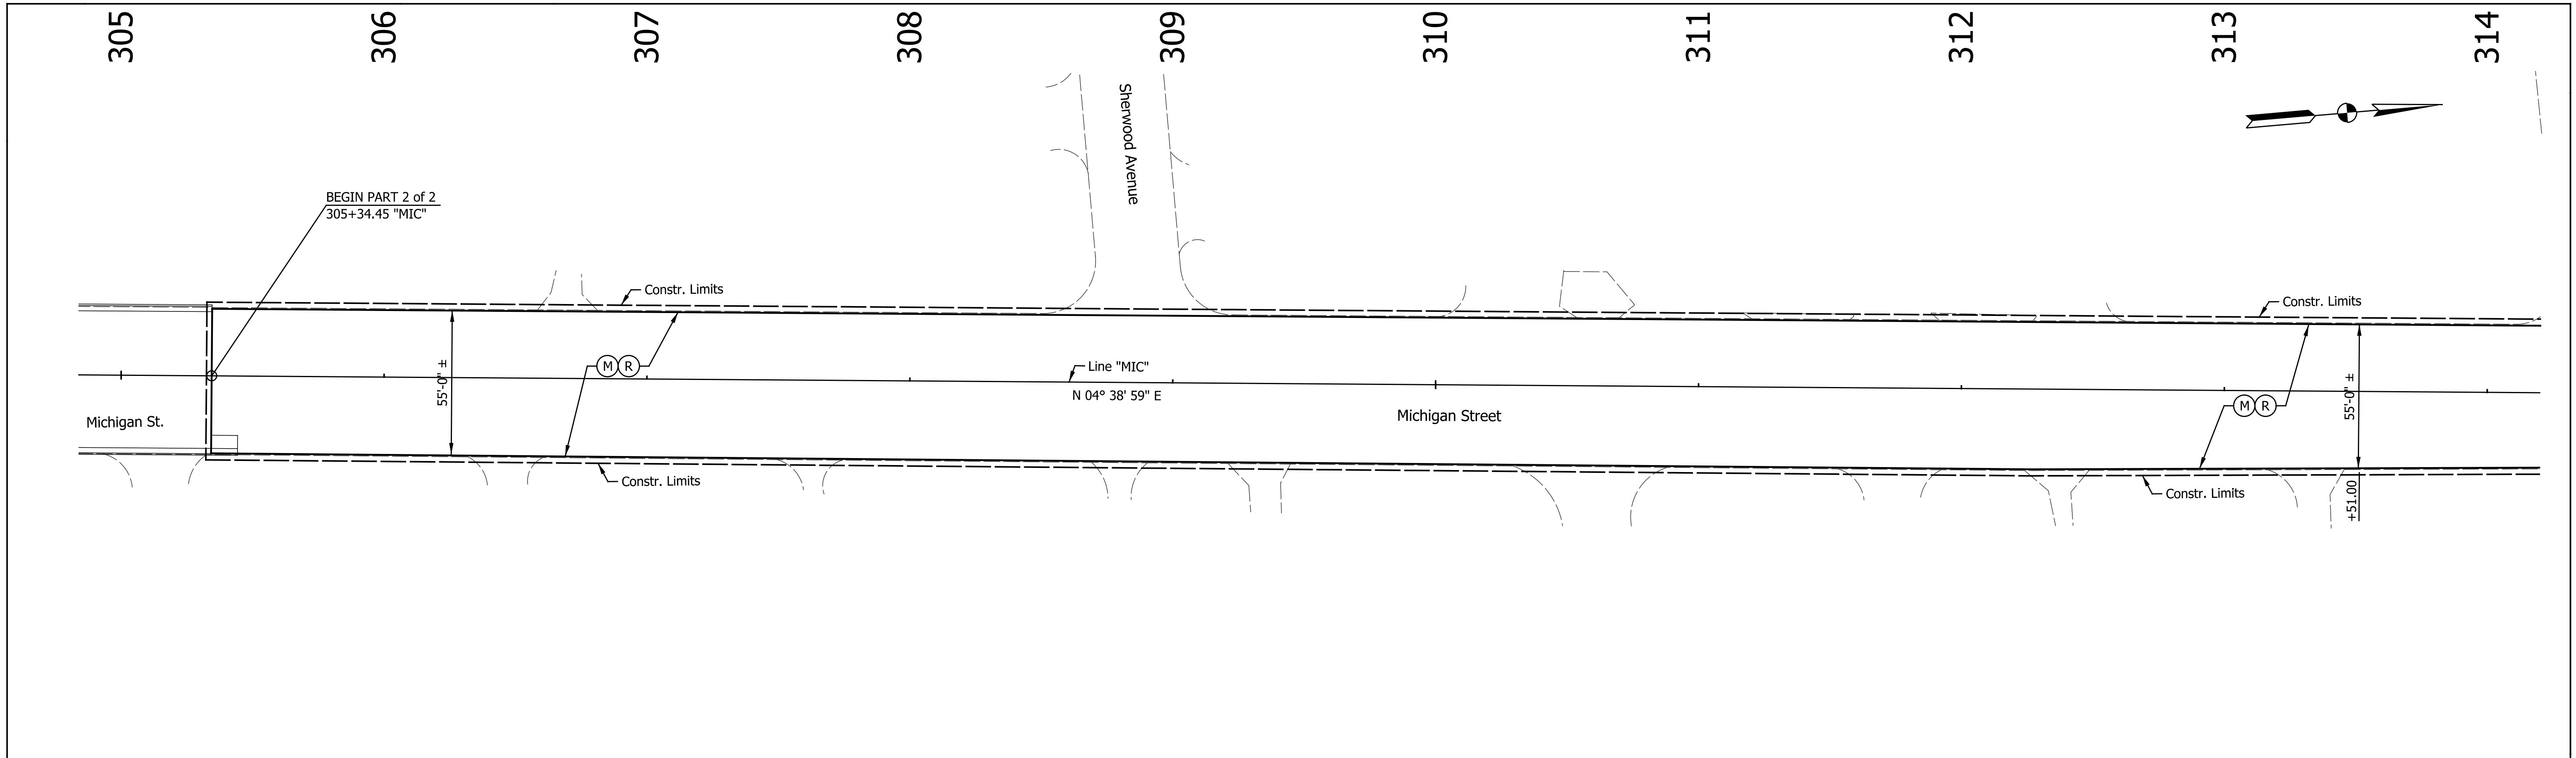 305
306
307
308
309
310
311
312
313
314
Sherwood Avenue
BEGIN PART 2 of 2
305+34.45 "MIC"
Constr. Limits
Constr. Limits
55'-0" ±
M R
Line "MIC"
N 04° 38' 59" E
Michigan St.
Michigan Street
M R
55'-0" ±
Constr. Limits
Constr. Limits
+51.00